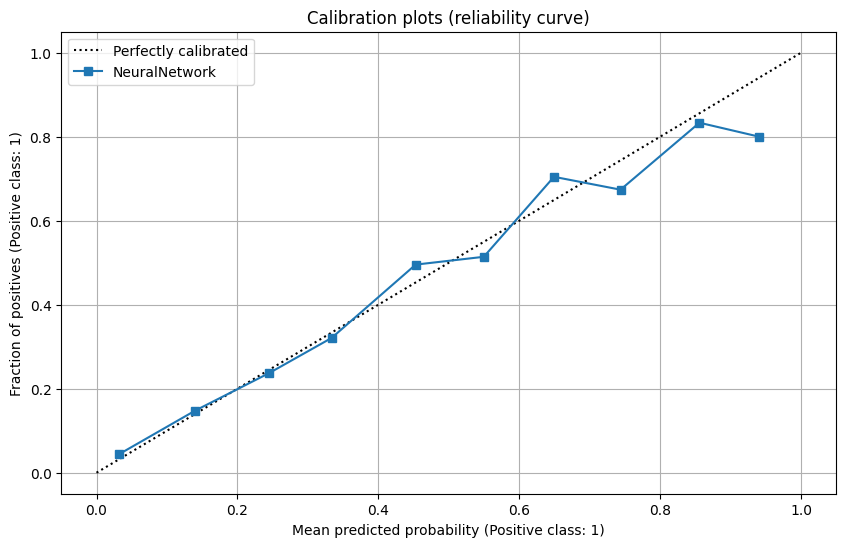 Calibration plots (reliability curve)
Perfectly calibrated
NeuralNetwork
1.0
0.8
0.6
0.4
0.2
0.0
Fraction of positives (Positive class: 1)
0.0 0.2 0.4 0.6 0.8 1.0
Mean predicted probability (Positive class: 1)